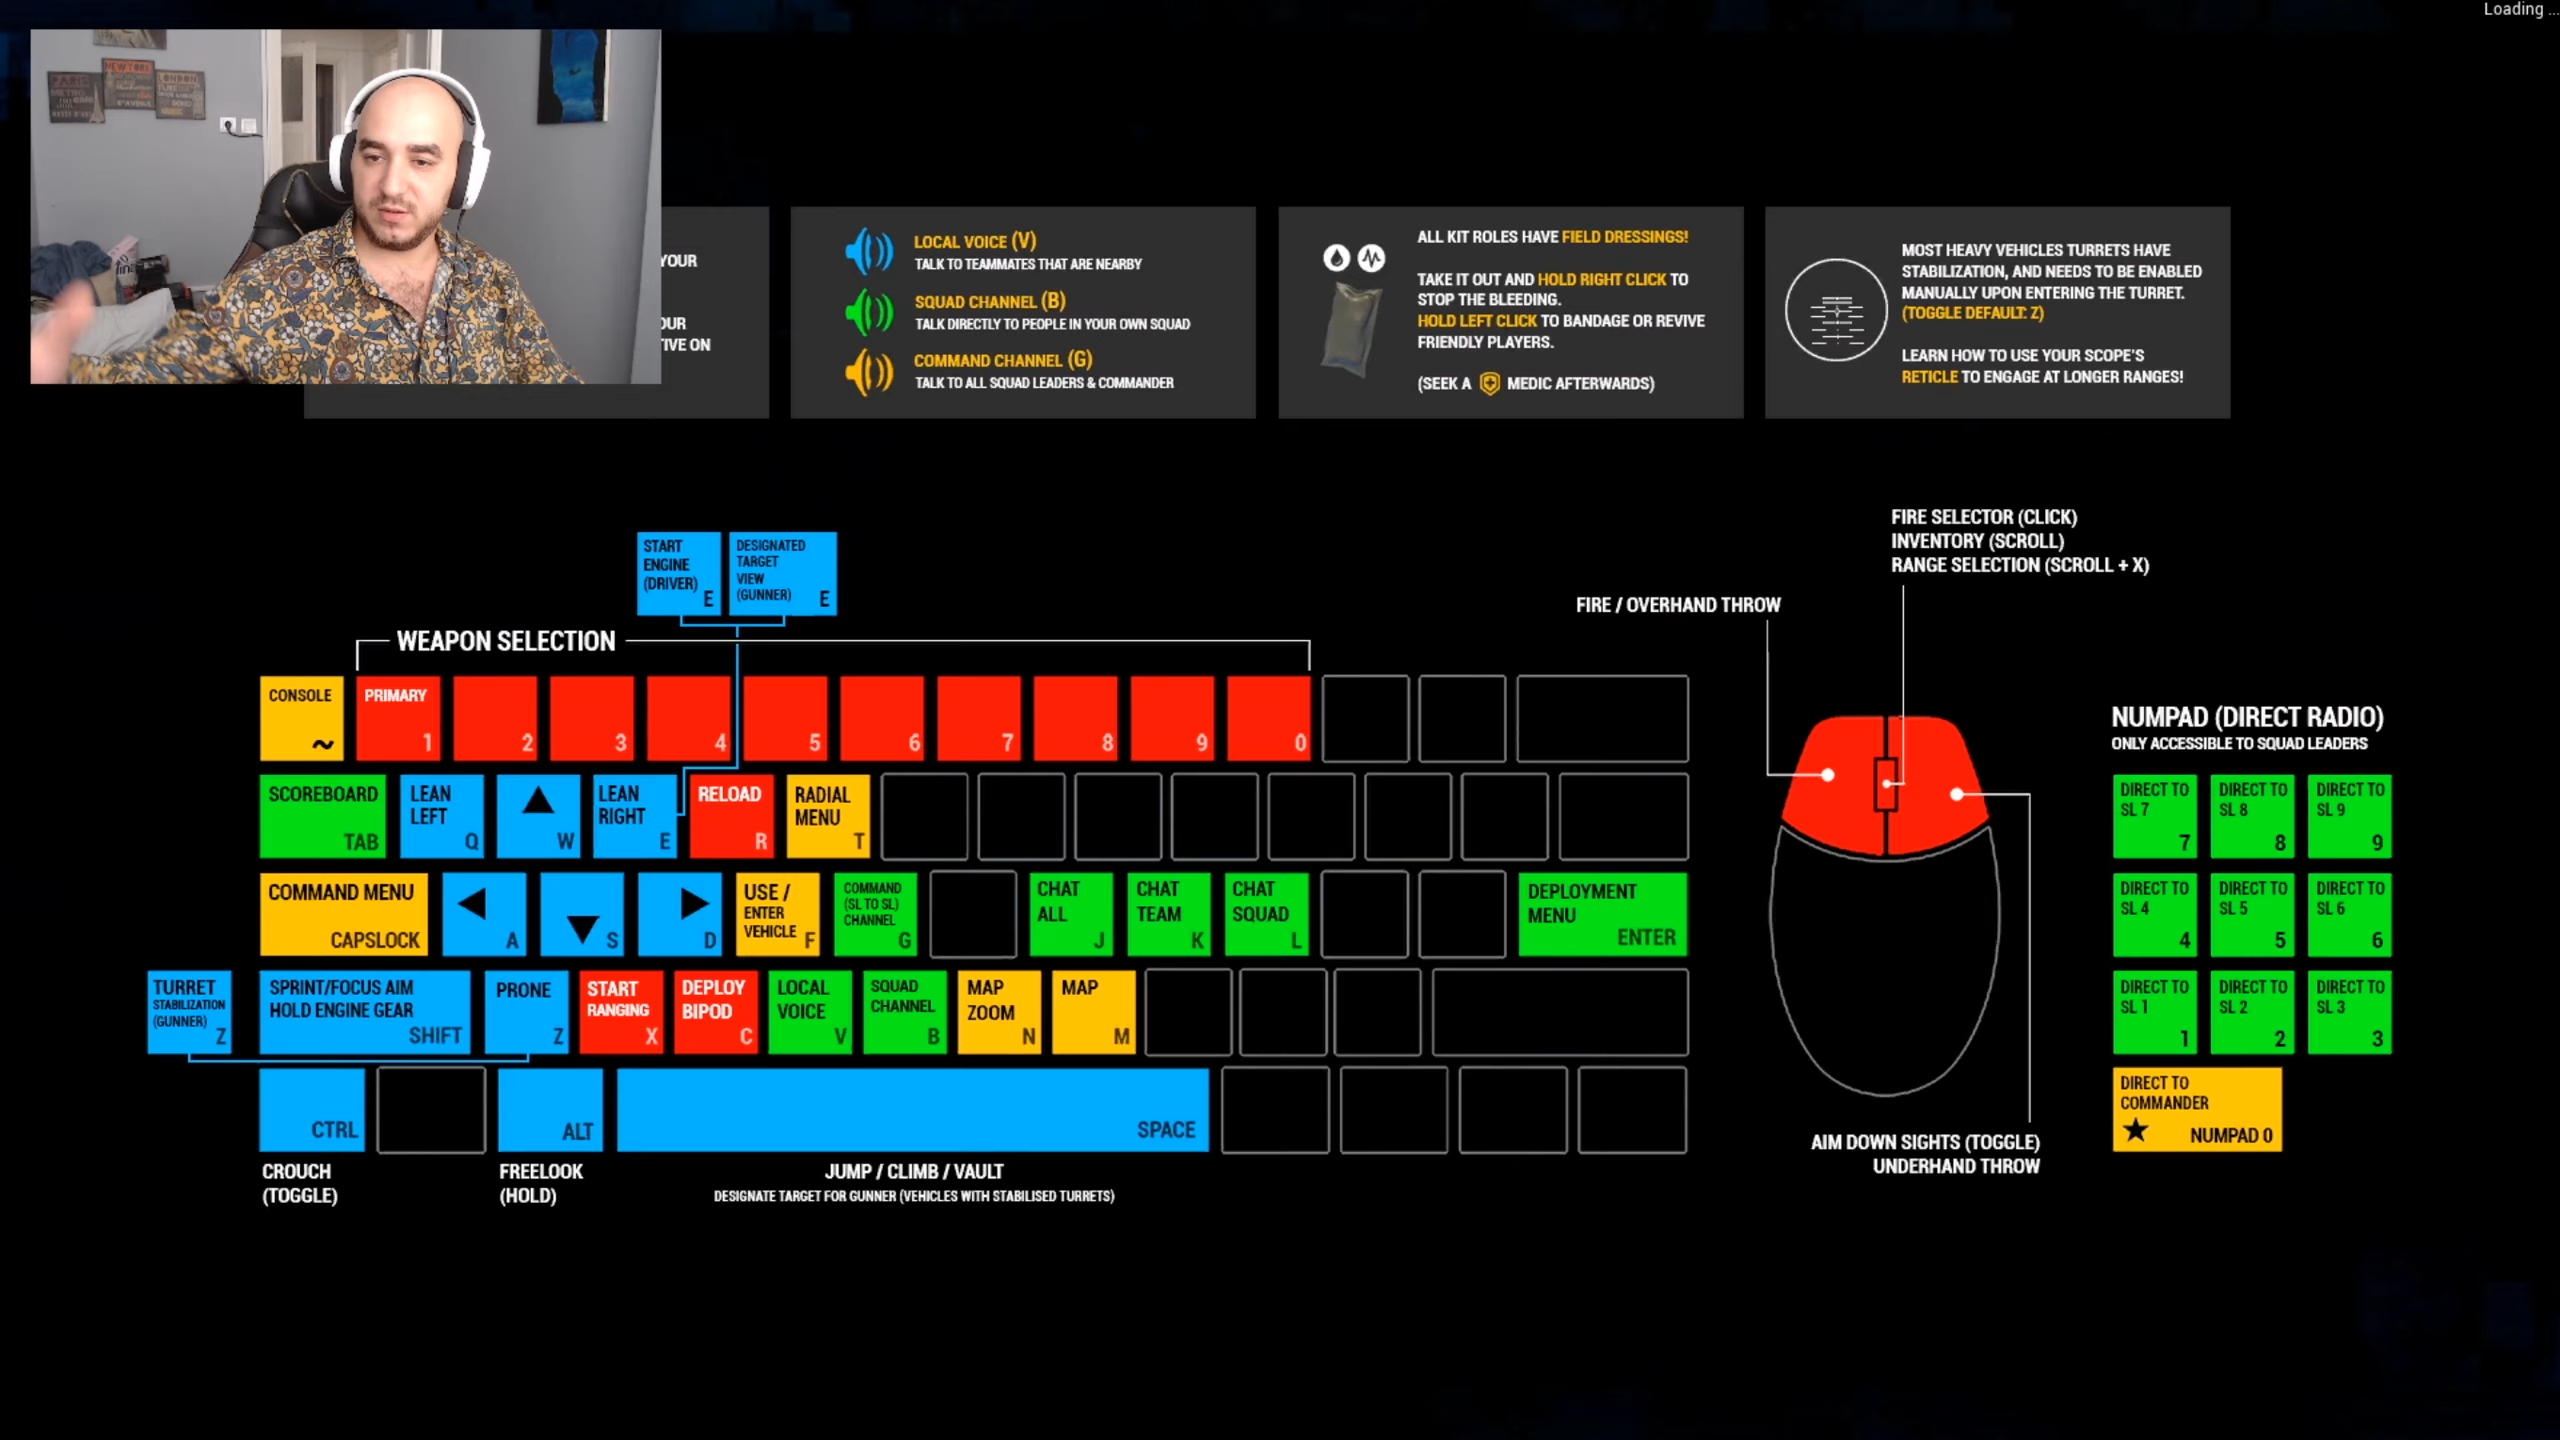 Loading ...
PARIS
METRO
NEW YORK
LONDON
YOUR
OUR
IVE ON
LOCAL VOICE (V)
TALK TO TEAMMATES THAT ARE NEARBY
SQUAD CHANNEL (B)
TALK DIRECTLY TO PEOPLE IN YOUR OWN SQUAD
COMMAND CHANNEL (G)
TALK TO ALL SQUAD LEADERS & COMMANDER
ALL KIT ROLES HAVE FIELD DRESSINGS!
TAKE IT OUT AND HOLD RIGHT CLICK TO
STOP THE BLEEDING.
HOLD LEFT CLICK TO BANDAGE OR REVIVE
FRIENDLY PLAYERS.
(SEEK A MEDIC AFTERWARDS)
MOST HEAVY VEHICLES TURRETS HAVE
STABILIZATION, AND NEEDS TO BE ENABLED
MANUALLY UPON ENTERING THE TURRET.
(TOGGLE DEFAULT: Z)
LEARN HOW TO USE YOUR SCOPE'S
RETICLE TO ENGAGE AT LONGER RANGES!
START
ENGINE
(DRIVER)
E
DESIGNATED
TARGET
VIEW
(GUNNER)
E
WEAPON SELECTION
CONSOLE
~
PRIMARY
1
2
3
4
5
6
7
8
9
0
SCOREBOARD
TAB
LEAN
LEFT
Q
W
LEAN
RIGHT
E
RELOAD
R
RADIAL
MENU
T
COMMAND MENU
CAPSLOCK
A
S
D
USE /
ENTER
VEHICLE
F
COMMAND
(SL TO SL)
CHANNEL
G
CHAT
ALL
J
CHAT
TEAM
K
CHAT
SQUAD
L
DEPLOYMENT
MENU
ENTER
TURRET
STABILIZATION
(GUNNER)
Z
SPRINT/FOCUS AIM
HOLD ENGINE GEAR
SHIFT
PRONE
Z
START
RANGING
X
DEPLOY
BIPOD
C
LOCAL
VOICE
V
SQUAD
CHANNEL
B
MAP
ZOOM
N
MAP
M
CTRL
ALT
SPACE
CROUCH
(TOGGLE)
FREELOOK
(HOLD)
JUMP / CLIMB / VAULT
DESIGNATE TARGET FOR GUNNER (VEHICLES WITH STABILISED TURRETS)
FIRE SELECTOR (CLICK)
INVENTORY (SCROLL)
RANGE SELECTION (SCROLL + X)
FIRE / OVERHAND THROW
AIM DOWN SIGHTS (TOGGLE)
UNDERHAND THROW
NUMPAD (DIRECT RADIO)
ONLY ACCESSIBLE TO SQUAD LEADERS
DIRECT TO
SL 7
7
DIRECT TO
SL 8
8
DIRECT TO
SL 9
9
DIRECT TO
SL 4
4
DIRECT TO
SL 5
5
DIRECT TO
SL 6
6
DIRECT TO
SL 1
1
DIRECT TO
SL 2
2
DIRECT TO
SL 3
3
DIRECT TO
COMMANDER
NUMPAD 0